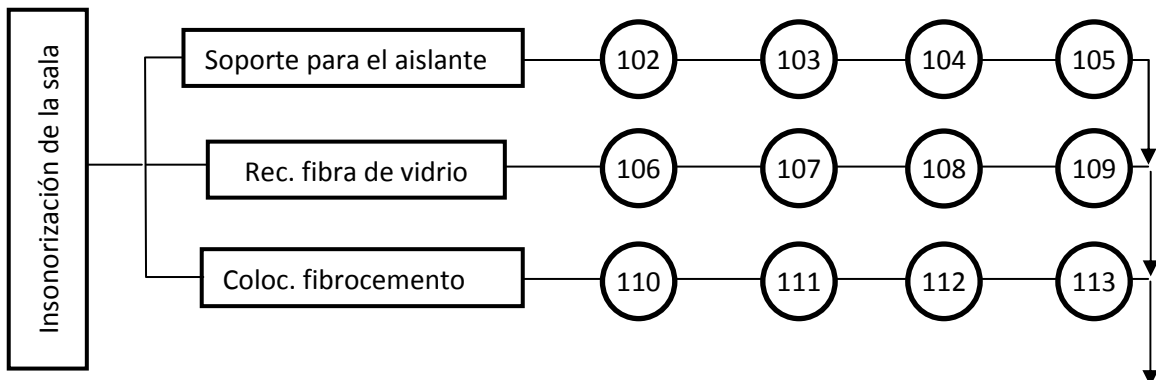 Insonorización de la sala
Soporte para el aislante 102 103 104 105
Rec. fibra de vidrio 106 107 108 109
Coloc. fibrocemento 110 111 112 113